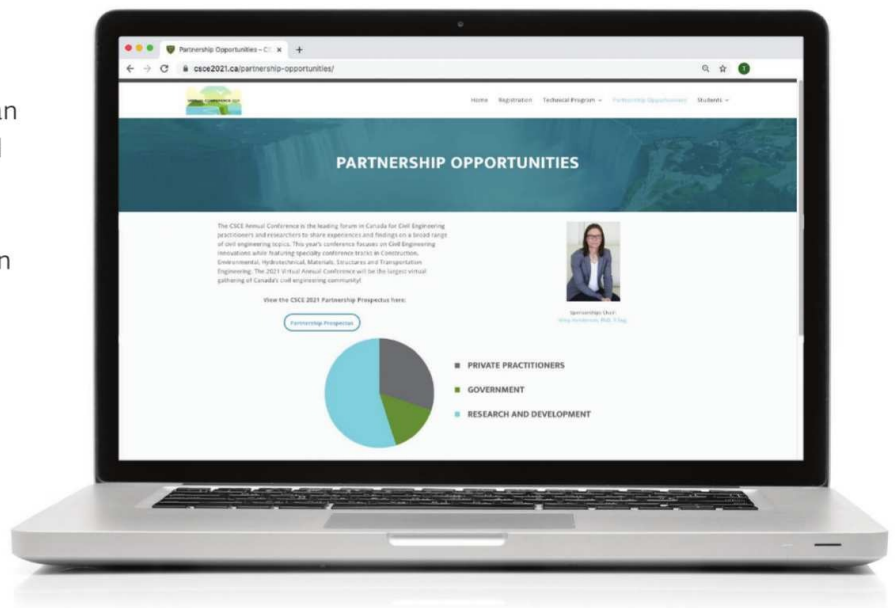 an
n
Partnership Opportunities – CS
csce2021.ca/partnership-opportunities/
T
Home Registration Technical Program Partnership Opportunities Students
PARTNERSHIP OPPORTUNITIES
The CSCE Annual Conference is the leading forum in Canada for Civil Engineering
practitioners and researchers to share experiences and findings on a broad range
of civil engineering topics. This year's conference focuses on Civil Engineering
Innovations while featuring specialty conference tracks in Construction,
Environmental, Hydrotechnical, Materials, Structures and Transportation
Engineering. The 2021 Virtual Annual Conference will be the largest virtual
gathering of Canada's civil engineering community!
View the CSCE 2021 Partnership Prospectus here:
Partnership Prospectus
Sponsorship Chair
PRIVATE PRACTITIONERS
GOVERNMENT
RESEARCH AND DEVELOPMENT